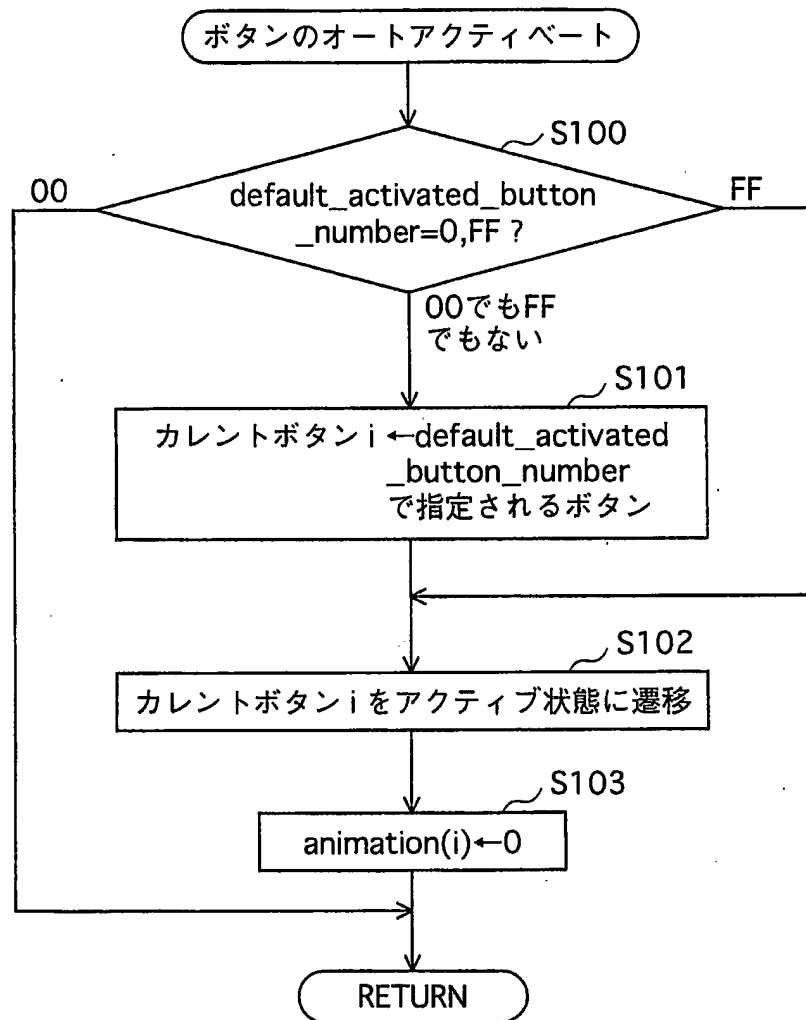 ボタンのオートアクティベート
S100
00
FF
default_activated_button
_number=0,FF ?
00でもFF
でもない
S101
カレントボタン i ←default_activated
_button_number
で指定されるボタン
S102
カレントボタン i をアクティブ状態に遷移
S103
animation(i)←0
RETURN